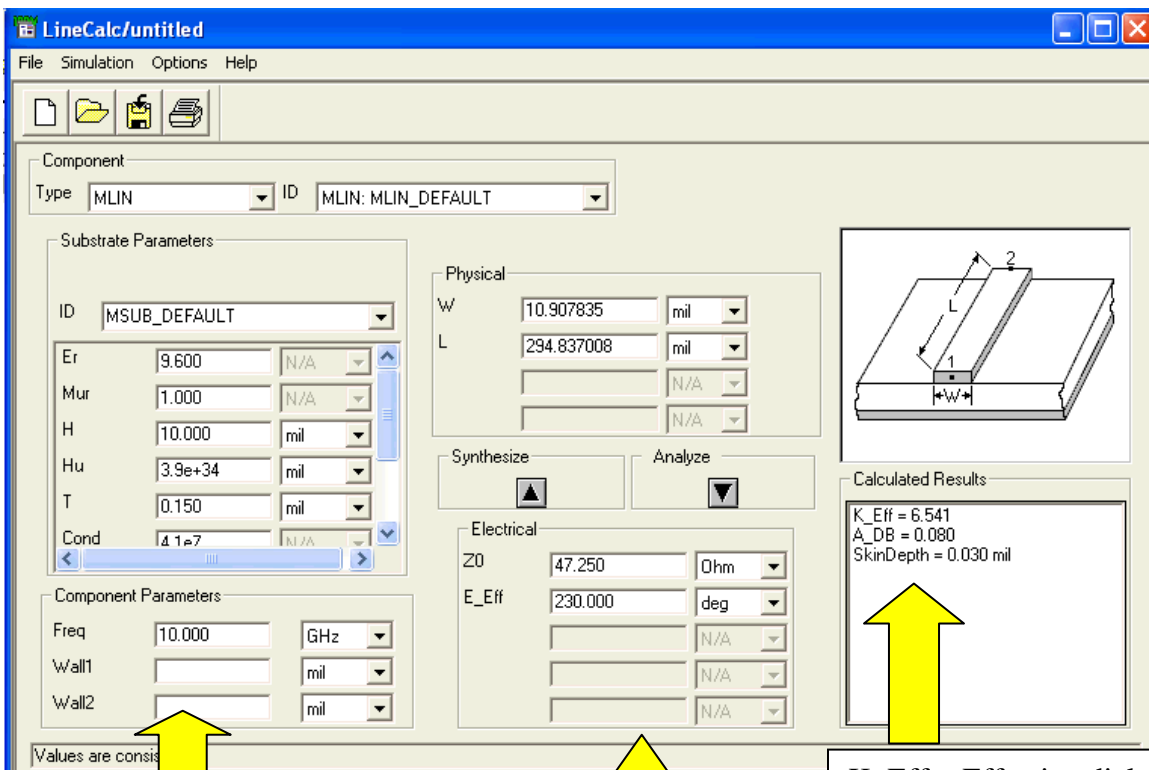 LineCalc/untitled
File Simulation Options Help
Component
Type MLIN ID MLIN: MLIN_DEFAULT
Substrate Parameters
ID MSUB_DEFAULT
Er 9.600 N/A
Mur 1.000 N/A
H 10.000 mil
Hu 3.9e+34 mil
T 0.150 mil
Cond 4.1e7 N/A
Component Parameters
Freq 10.000 GHz
Wall1 mil
Wall2 mil
Physical
W 10.907835 mil
L 294.837008 mil
N/A
N/A
Synthesize Analyze
Electrical
Z0 47.250 Ohm
E_Eff 230.000 deg
N/A
N/A
N/A
2
L
1
W
Calculated Results
K_Eff = 6.541
A_DB = 0.080
SkinDepth = 0.030 mil
Values are consis